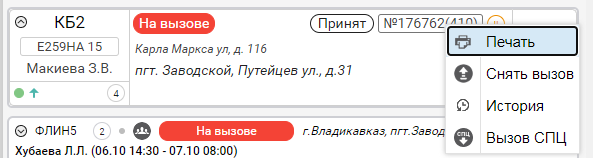 КБ2
На вызове
Принят
№176762(410)
Е259НА 15
Карла Маркса ул, д. 116
Макиева З.В.
пгт. Заводской, Путейцев ул., д.31
4
Печать
Снять вызов
История
СПЦ
Вызов СПЦ
ФЛИН5
2
На вызове
г.Владикавказ, пгт.Завод
Хубаева Л.Л. (06.10 14:30 - 07.10 08:00)